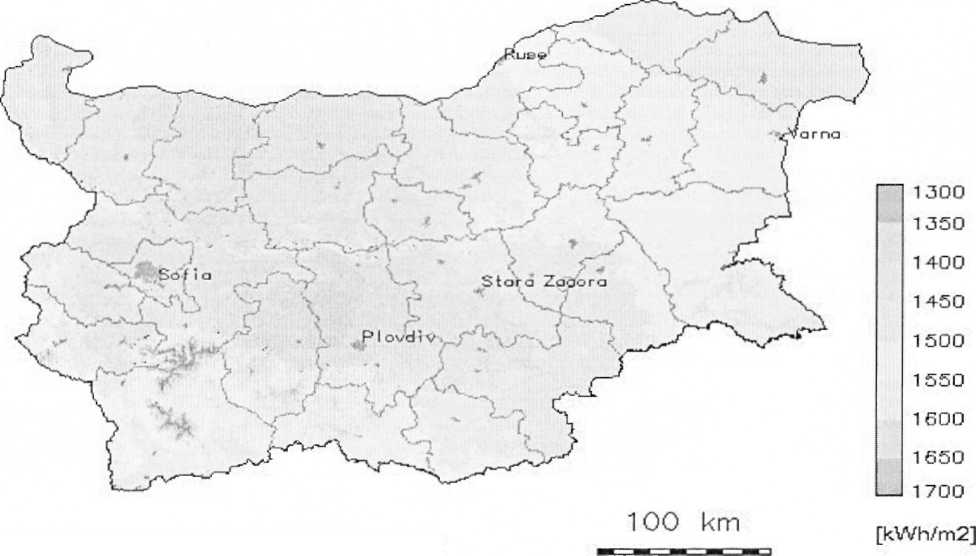 Ruse
Varna
Sofia
Stara Zagora
Plovdiv
1300
1350
1400
1450
1500
1550
1600
1650
1700
[kWh/m2]
100 km